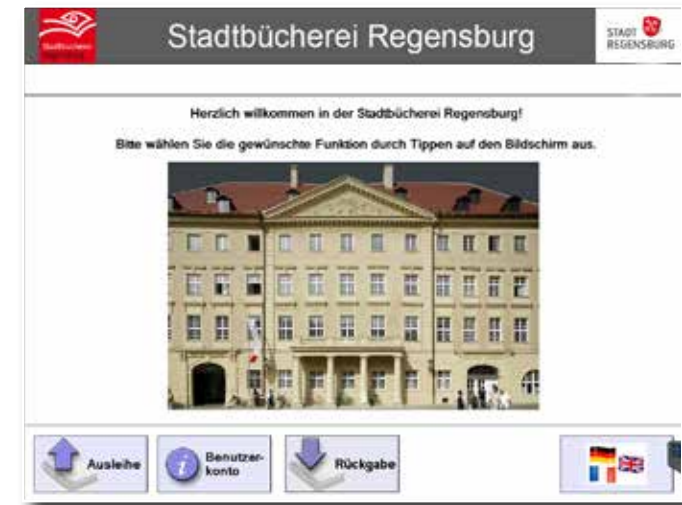 Stadtbücherei Regensburg
STADT
REGENSBURG
Herzlich willkommen in der Stadtbücherei Regensburg!
Bitte wählen Sie die gewünschte Funktion durch Tippen auf den Bildschirm aus.
Ausleihe
Benutzer-
konto
Rückgabe